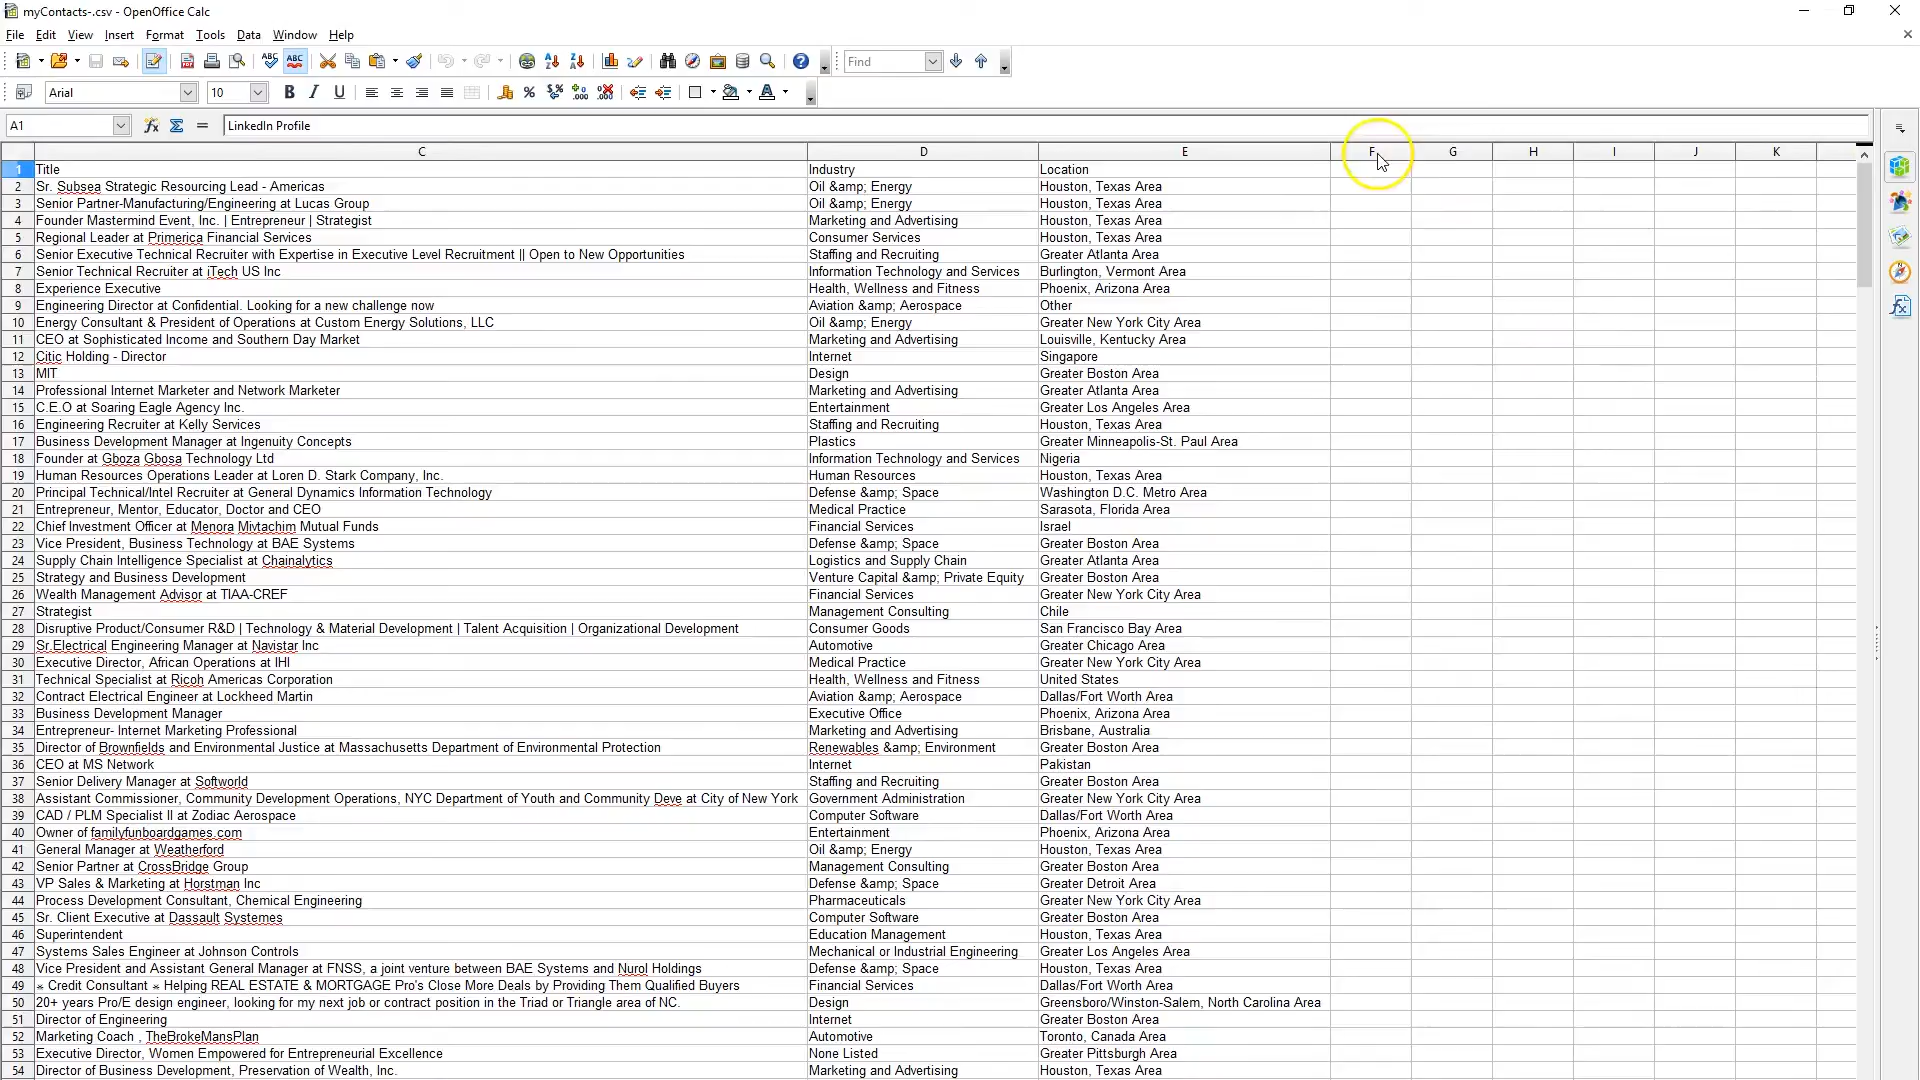 myContacts-.csv - OpenOffice Calc
File Edit View Insert Format Tools Data Window Help
Find
Arial 10
A1 LinkedIn Profile
C D E F G H I J K
1 Title Industry Location
2 Sr. Subsea Strategic Resourcing Lead - Americas Oil &amp; Energy Houston, Texas Area
3 Senior Partner-Manufacturing/Engineering at Lucas Group Oil &amp; Energy Houston, Texas Area
4 Founder Mastermind Event, Inc. | Entrepreneur | Strategist Marketing and Advertising Houston, Texas Area
5 Regional Leader at Primerica Financial Services Consumer Services Houston, Texas Area
6 Senior Executive Technical Recruiter with Expertise in Executive Level Recruitment || Open to New Opportunities Staffing and Recruiting Greater Atlanta Area
7 Senior Technical Recruiter at iTech US Inc Information Technology and Services Burlington, Vermont Area
8 Experience Executive Health, Wellness and Fitness Phoenix, Arizona Area
9 Engineering Director at Confidential. Looking for a new challenge now Aviation &amp; Aerospace Other
10 Energy Consultant & President of Operations at Custom Energy Solutions, LLC Oil &amp; Energy Greater New York City Area
11 CEO at Sophisticated Income and Southern Day Market Marketing and Advertising Louisville, Kentucky Area
12 Citic Holding - Director Internet Singapore
13 MIT Design Greater Boston Area
14 Professional Internet Marketer and Network Marketer Marketing and Advertising Greater Atlanta Area
15 C.E.O at Soaring Eagle Agency Inc. Entertainment Greater Los Angeles Area
16 Engineering Recruiter at Kelly Services Staffing and Recruiting Houston, Texas Area
17 Business Development Manager at Ingenuity Concepts Plastics Greater Minneapolis-St. Paul Area
18 Founder at Gboza Gbosa Technology Ltd Information Technology and Services Nigeria
19 Human Resources Operations Leader at Loren D. Stark Company, Inc. Human Resources Houston, Texas Area
20 Principal Technical/Intel Recruiter at General Dynamics Information Technology Defense &amp; Space Washington D.C. Metro Area
21 Entrepreneur, Mentor, Educator, Doctor and CEO Medical Practice Sarasota, Florida Area
22 Chief Investment Officer at Menora Mivtachim Mutual Funds Financial Services Israel
23 Vice President, Business Technology at BAE Systems Defense &amp; Space Greater Boston Area
24 Supply Chain Intelligence Specialist at Chainalytics Logistics and Supply Chain Greater Atlanta Area
25 Strategy and Business Development Venture Capital &amp; Private Equity Greater Boston Area
26 Wealth Management Advisor at TIAA-CREF Financial Services Greater New York City Area
27 Strategist Management Consulting Chile
28 Disruptive Product/Consumer R&D | Technology & Material Development | Talent Acquisition | Organizational Development Consumer Goods San Francisco Bay Area
29 Sr.Electrical Engineering Manager at Navistar Inc Automotive Greater Chicago Area
30 Executive Director, African Operations at IHI Medical Practice Greater New York City Area
31 Technical Specialist at Ricoh Americas Corporation Health, Wellness and Fitness United States
32 Contract Electrical Engineer at Lockheed Martin Aviation &amp; Aerospace Dallas/Fort Worth Area
33 Business Development Manager Executive Office Phoenix, Arizona Area
34 Entrepreneur- Internet Marketing Professional Marketing and Advertising Brisbane, Australia
35 Director of Brownfields and Environmental Justice at Massachusetts Department of Environmental Protection Renewables &amp; Environment Greater Boston Area
36 CEO at MS Network Internet Pakistan
37 Senior Delivery Manager at Softworld Staffing and Recruiting Greater Boston Area
38 Assistant Commissioner, Community Development Operations, NYC Department of Youth and Community Deve at City of New York Government Administration Greater New York City Area
39 CAD / PLM Specialist II at Zodiac Aerospace Computer Software Dallas/Fort Worth Area
40 Owner of familyfunboardgames.com Entertainment Phoenix, Arizona Area
41 General Manager at Weatherford Oil &amp; Energy Houston, Texas Area
42 Senior Partner at CrossBridge Group Management Consulting Greater Boston Area
43 VP Sales & Marketing at Horstman Inc Defense &amp; Space Greater Detroit Area
44 Process Development Consultant, Chemical Engineering Pharmaceuticals Greater New York City Area
45 Sr. Client Executive at Dassault Systemes Computer Software Greater Boston Area
46 Superintendent Education Management Houston, Texas Area
47 Systems Sales Engineer at Johnson Controls Mechanical or Industrial Engineering Greater Los Angeles Area
48 Vice President and Assistant General Manager at FNSS, a joint venture between BAE Systems and Nurol Holdings Defense &amp; Space Houston, Texas Area
49 ⁎ Credit Consultant ⁎ Helping REAL ESTATE & MORTGAGE Pro's Close More Deals by Providing Them Qualified Buyers Financial Services Dallas/Fort Worth Area
50 20+ years Pro/E design engineer, looking for my next job or contract position in the Triad or Triangle area of NC. Design Greensboro/Winston-Salem, North Carolina Area
51 Director of Engineering Internet Greater Boston Area
52 Marketing Coach , TheBrokeMansPlan Automotive Toronto, Canada Area
53 Executive Director, Women Empowered for Entrepreneurial Excellence None Listed Greater Pittsburgh Area
54 Director of Business Development, Preservation of Wealth, Inc. Marketing and Advertising Houston, Texas Area